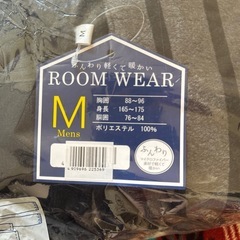 M
ふんわり軽くて暖かい
ROOM WEAR
M
Mens
胸囲 88～96
身長 165～175
胴囲 76～84
ポリエステル 100%
ふんわり